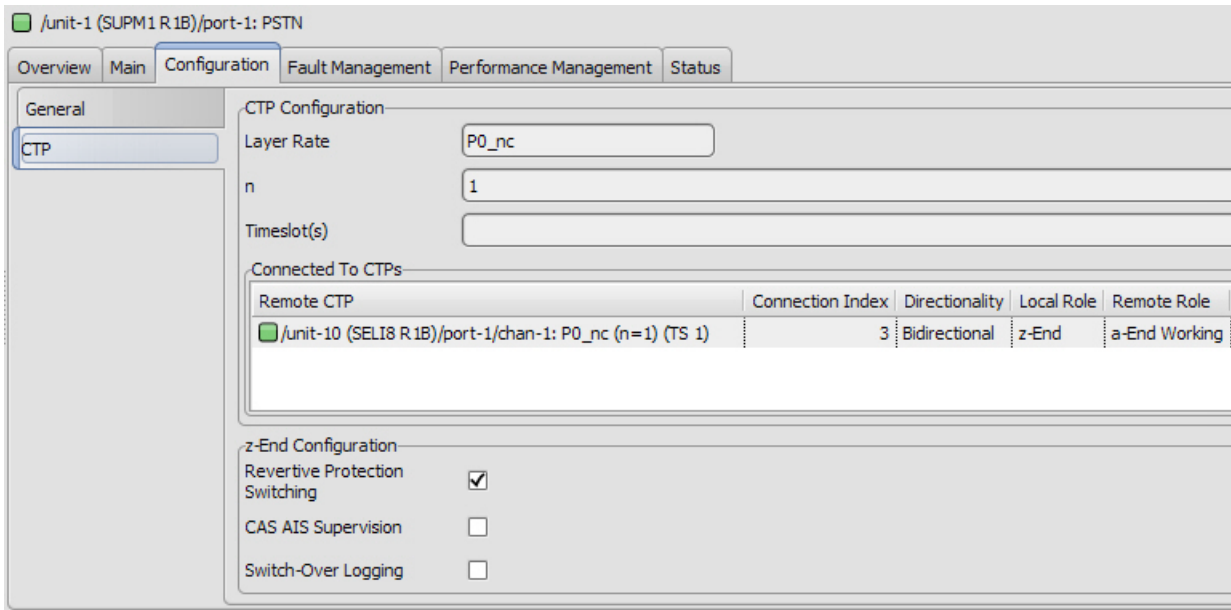 /unit-1 (SUPM1 R1B)/port-1: PSTN
Overview Main Configuration Fault Management Performance Management Status
General
CTP
CTP Configuration
Layer Rate P0_nc
n 1
Timeslot(s)
Connected To CTPs
Remote CTP Connection Index Directionality Local Role Remote Role
/unit-10 (SELI8 R1B)/port-1/chan-1: P0_nc (n=1) (TS 1) 3 Bidirectional z-End a-End Working
z-End Configuration
Revertive Protection
Switching
CAS AIS Supervision
Switch-Over Logging